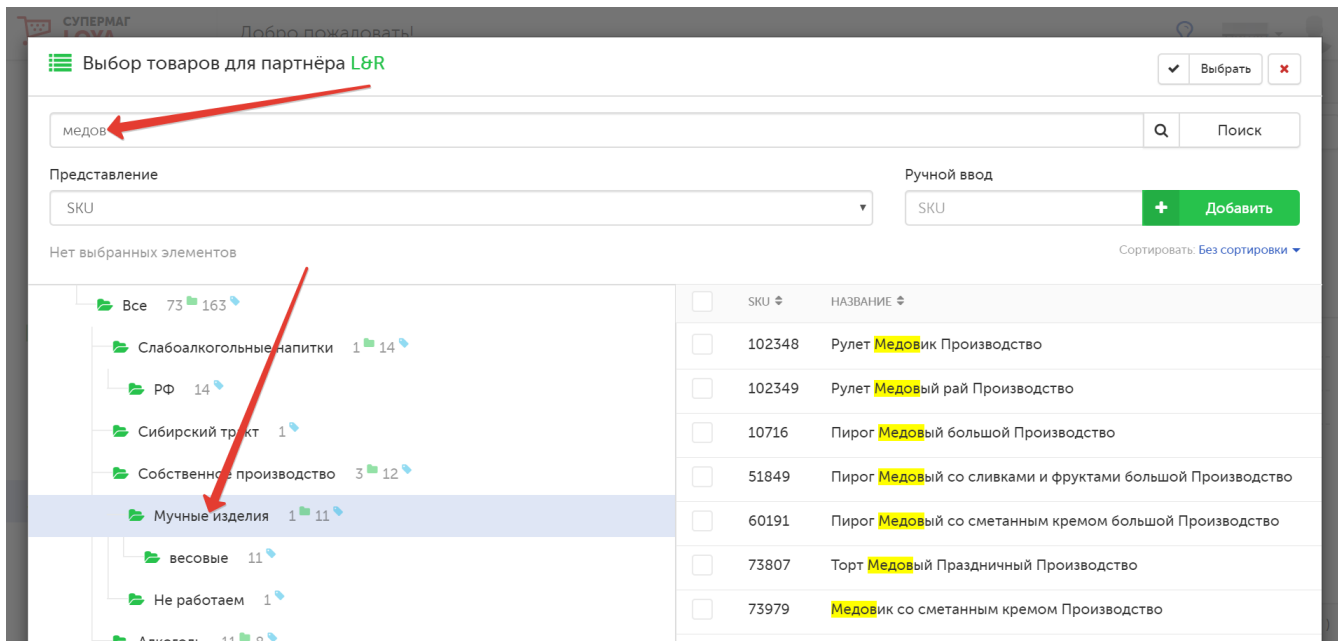 СУПЕРМАГ
LOYA
Добро пожаловать!
Выбор товаров для партнёра L&R
Выбрать
медов
Поиск
Представление
Ручной ввод
SKU
SKU
Добавить
Нет выбранных элементов
Сортировать: Без сортировки
Все 73 163
Слабоалкогольные напитки 1 14
РФ 14
Сибирский тракт 1
Собственное производство 3 12
Мучные изделия 1 11
весовые 11
Не работаем 1
Алкоголь 11 8
SKU НАЗВАНИЕ
102348 Рулет Медовик Производство
102349 Рулет Медовый рай Производство
10716 Пирог Медовый большой Производство
51849 Пирог Медовый со сливками и фруктами большой Производство
60191 Пирог Медовый со сметанным кремом большой Производство
73807 Торт Медовый Праздничный Производство
73979 Медовик со сметанным кремом Производство